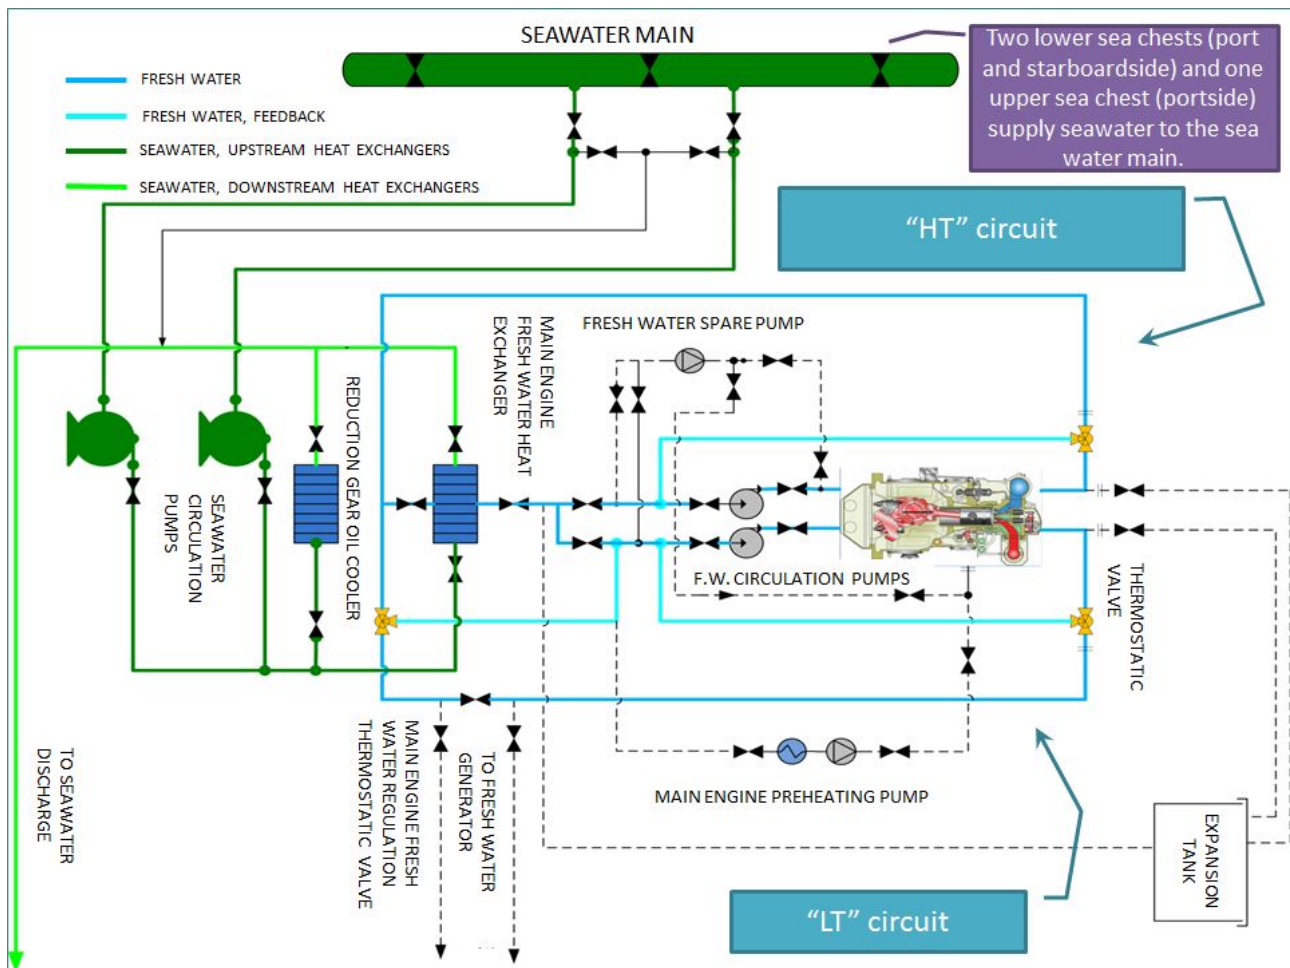 SEAWATER MAIN
Two lower sea chests (port
and starboardside) and one
upper sea chest (portside)
supply seawater to the sea
water main.
FRESH WATER
FRESH WATER, FEEDBACK
SEAWATER, UPSTREAM HEAT EXCHANGERS
SEAWATER, DOWNSTREAM HEAT EXCHANGERS
“HT” circuit
MAIN ENGINE
FRESH WATER HEAT
EXCHANGER
FRESH WATER SPARE PUMP
REDUCTION GEAR OIL COOLER
SEAWATER
CIRCULATION
PUMPS
F.W. CIRCULATION PUMPS
THERMOSTATIC
VALVE
TO SEAWATER
DISCHARGE
MAIN ENGINE FRESH
WATER REGULATION
THERMOSTATIC VALVE
TO FRESH WATER
GENERATOR
MAIN ENGINE PREHEATING PUMP
EXPANSION
TANK
“LT” circuit